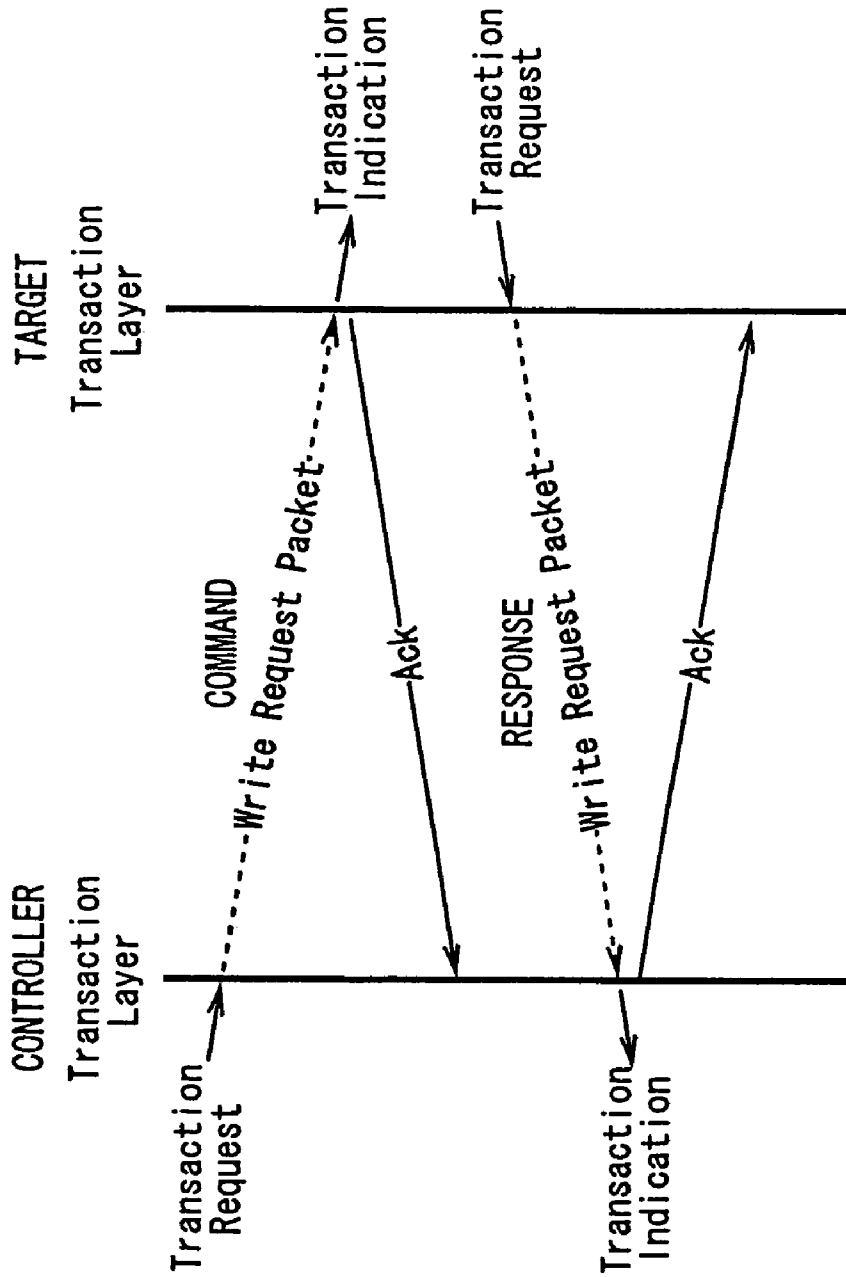 CONTROLLER
Transaction
Layer
TARGET
Transaction
Layer
Transaction
Request
COMMAND
Write Request Packet
Transaction
Indication
Ack
Transaction
Request
RESPONSE
Write Request Packet
Transaction
Indication
Ack